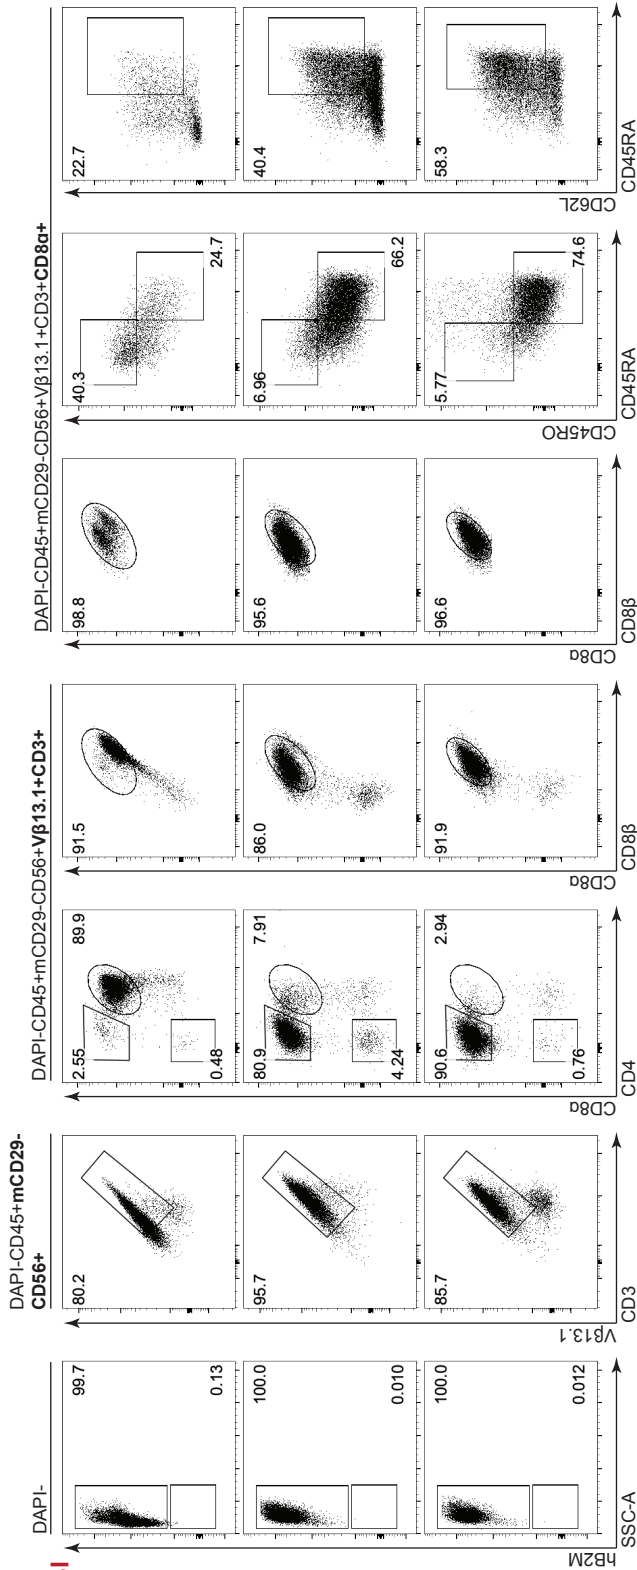 DAPI-
DAPI-CD45+mCD29-
CD56+
DAPI-CD45+mCD29-CD56+Vβ13.1+CD3+
DAPI-CD45+mCD29-CD56+Vβ13.1+CD3+CD8α+
99.7
0.13
80.2
2.55
89.9
0.48
91.5
98.8
40.3
24.7
22.7
100.0
0.010
95.7
80.9
7.91
4.24
86.0
95.6
6.96
66.2
40.4
100.0
0.012
85.7
90.6
2.94
0.76
91.9
96.6
5.77
74.6
58.3
hB2M
SSC-A
Vβ13.1
CD3
CD8α
CD4
CD8α
CD8β
CD8α
CD8β
CD45RO
CD45RA
CD62L
CD45RA